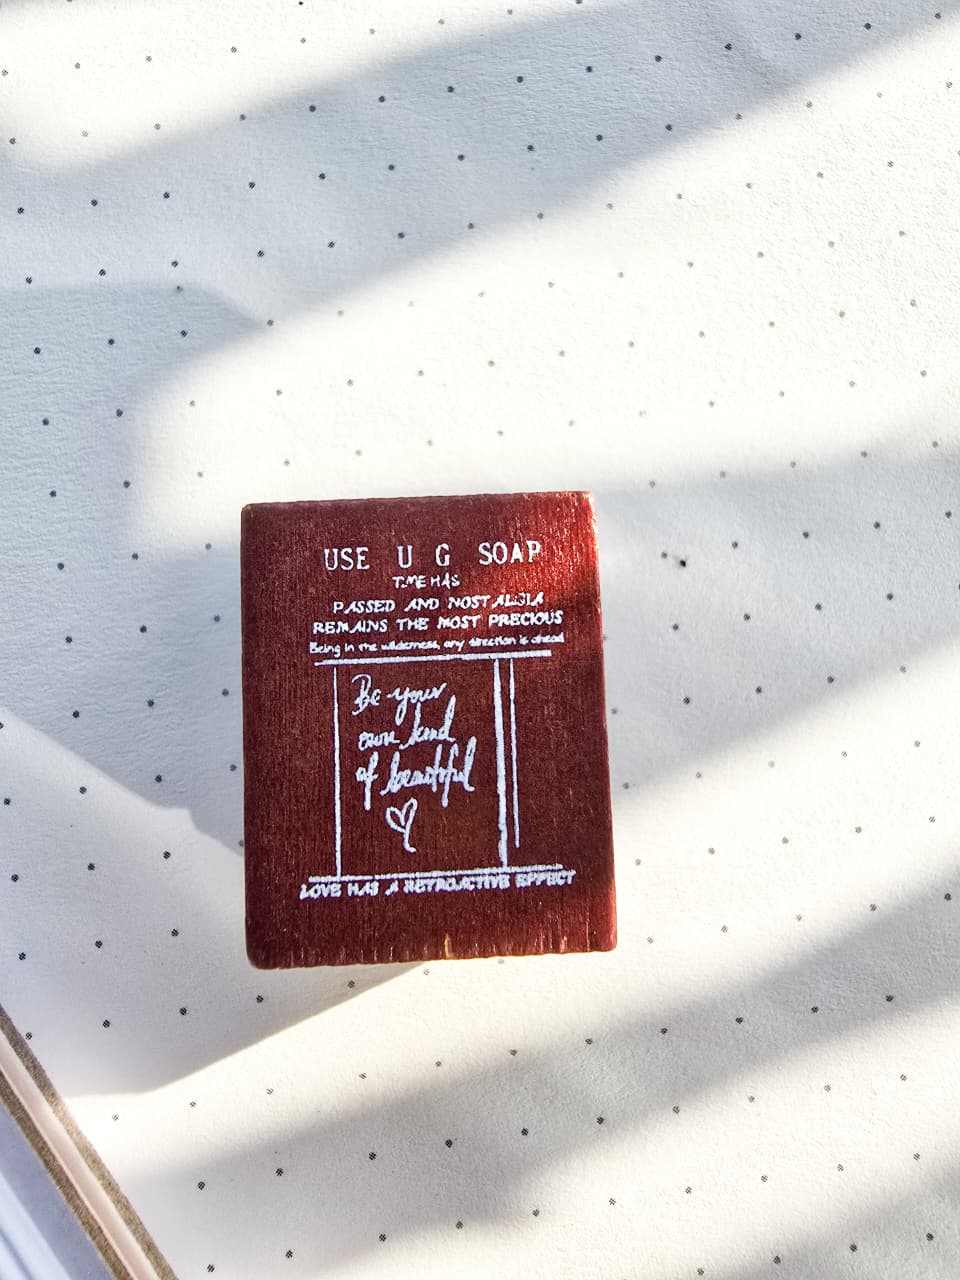 USE U G SOAP
TIME HAS
PASSED AND NOSTALGIA
REMAINS THE MOST PRECIOUS
Being in the wilderness, any direction is ahead
Be your
own kind
of beautiful
LOVE HAS A RETROACTIVE EFFECT